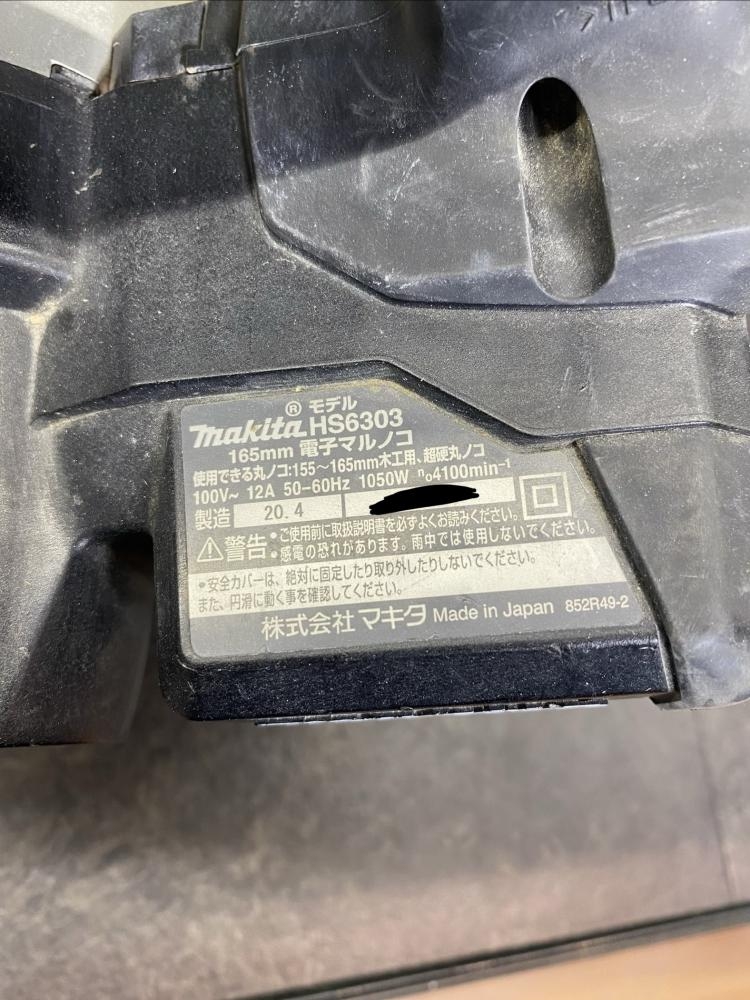 makita® モデル HS6303
165mm 電子マルノコ
使用できる丸ノコ:155~165mm木工用、超硬丸ノコ
100V~ 12A 50-60Hz 1050W n₀4100min⁻¹
製造 20.4
⚠警告:・ご使用前に取扱説明書を必ずよくお読みください。
・感電の恐れがあります。雨中では使用しないでください。
・安全カバーは、絶対に固定したり取り外したりしないでください。
また、円滑に動く事を確認してください。
株式会社 マキタ Made in Japan 852R49-2